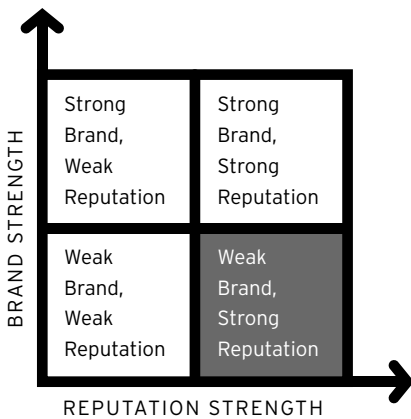 BRAND STRENGTH
Strong
Brand,
Weak
Reputation
Strong
Brand,
Strong
Reputation
Weak
Brand,
Weak
Reputation
Weak
Brand,
Strong
Reputation
REPUTATION STRENGTH